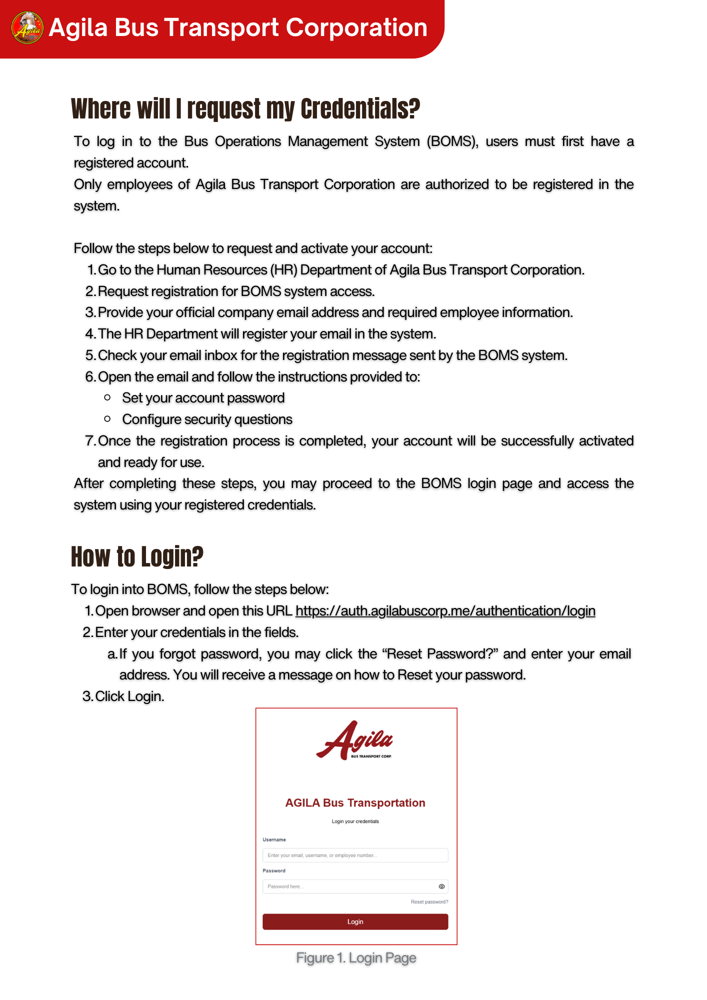 Agila
Agila Bus Transport Corporation
Where will I request my Credentials?
To log in to the Bus Operations Management System (BOMS), users must first have a
registered account.
Only employees of Agila Bus Transport Corporation are authorized to be registered in the
system.
Follow the steps below to request and activate your account:
1. Go to the Human Resources (HR) Department of Agila Bus Transport Corporation.
2. Request registration for BOMS system access.
3. Provide your official company email address and required employee information.
4. The HR Department will register your email in the system.
5. Check your email inbox for the registration message sent by the BOMS system.
6. Open the email and follow the instructions provided to:
Set your account password
Configure security questions
7. Once the registration process is completed, your account will be successfully activated
and ready for use.
After completing these steps, you may proceed to the BOMS login page and access the
system using your registered credentials.
How to Login?
To login into BOMS, follow the steps below:
1. Open browser and open this URL https://auth.agilabuscorp.me/authentication/login
2. Enter your credentials in the fields.
a. If you forgot password, you may click the “Reset Password?” and enter your email
address. You will receive a message on how to Reset your password.
3. Click Login.
Agila
BUS TRANSPORT CORP.
AGILA Bus Transportation
Login your credentials
Username
Enter your email, username, or employee number...
Password
Password here...
Reset password?
Login
Figure 1. Login Page